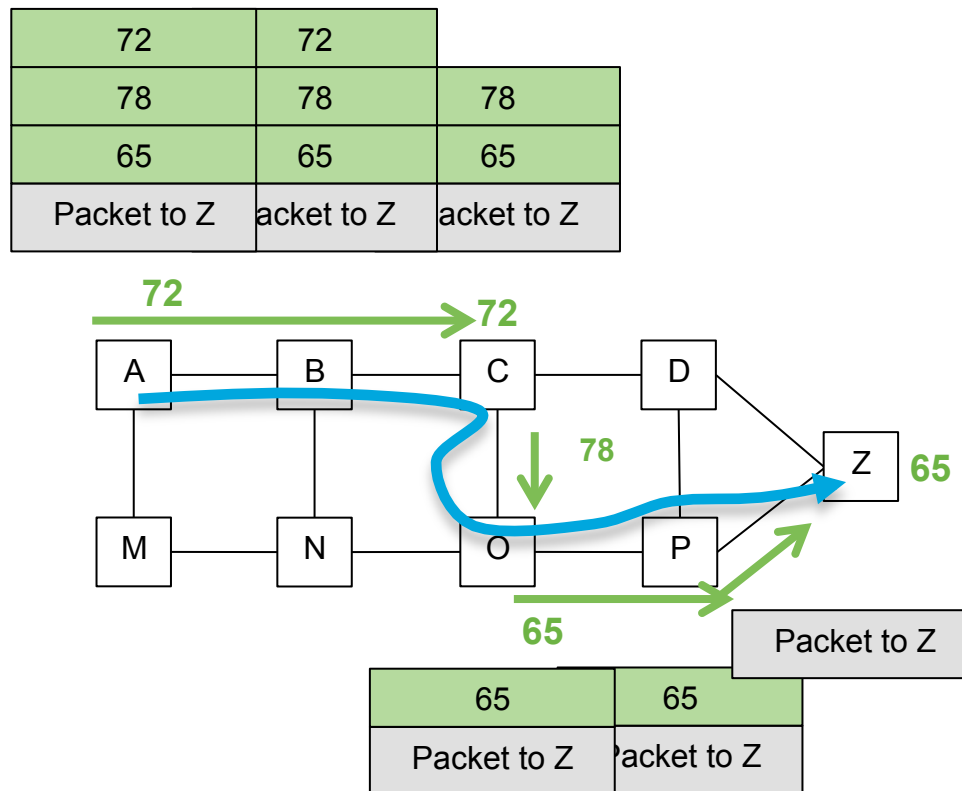 72 72
78 78 78
65 65 65
Packet to Z acket to Z acket to Z
72
72
A B C D
78
Z 65
M N O P
65
Packet to Z
65 65
Packet to Z Packet to Z